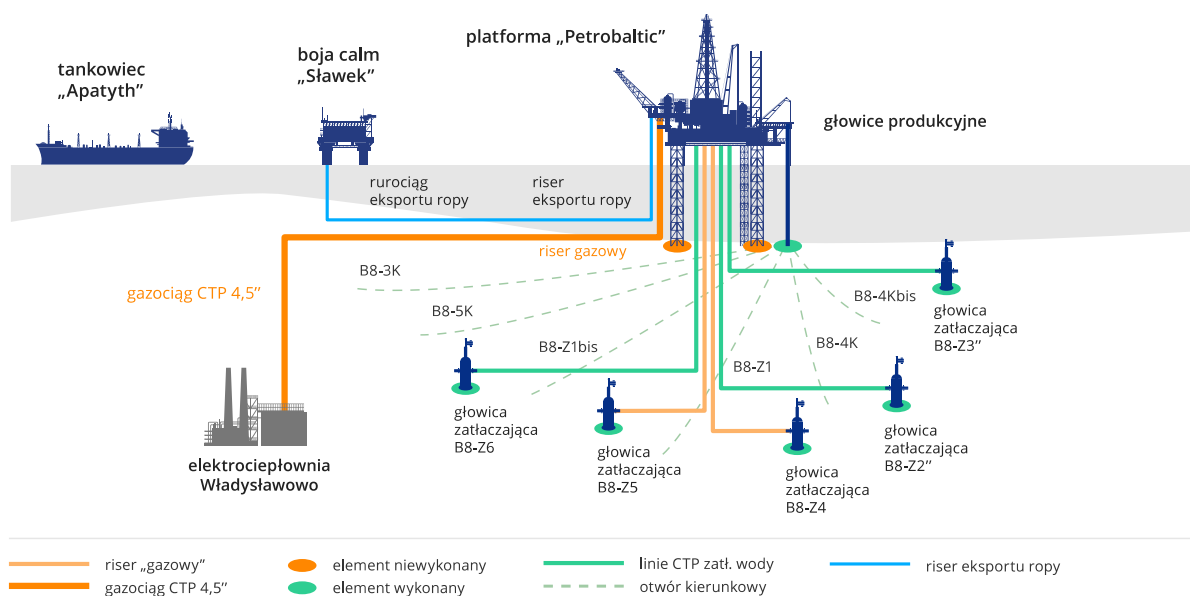 tankowiec
„Apatyth”
boja calm
„Sławek”
platforma „Petrobaltic”
głowice produkcyjne
rurociąg
eksportu ropy
riser
eksportu ropy
riser gazowy
gazociąg CTP 4,5”
B8-3K
B8-5K
B8-Z1bis
B8-Z1
B8-4K
B8-4Kbis
głowica
zatłaczająca
B8-Z3”
głowica
zatłaczająca
B8-Z6
głowica
zatłaczająca
B8-Z5
głowica
zatłaczająca
B8-Z4
głowica
zatłaczająca
B8-Z2”
elektrociepłownia
Władysławowo
riser „gazowy”
gazociąg CTP 4,5”
element niewykonany
element wykonany
linie CTP zatł. wody
otwór kierunkowy
riser eksportu ropy